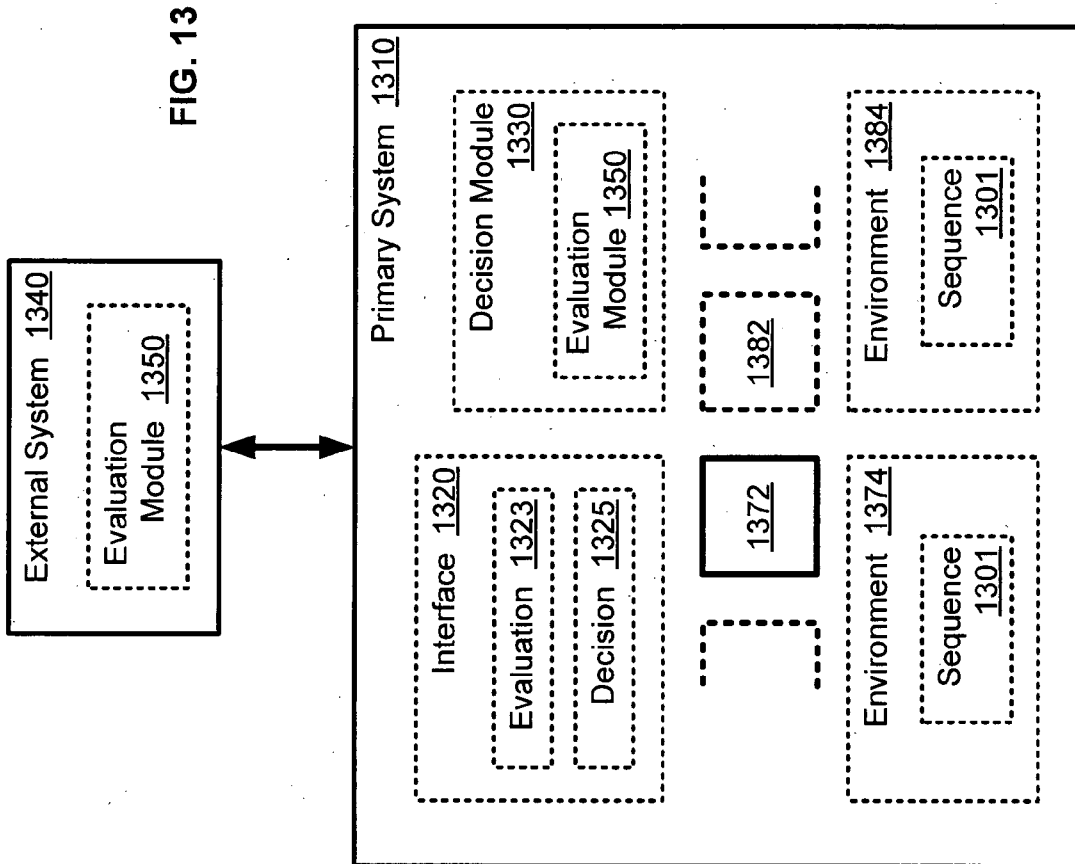 FIG. 13
External System 1340
Evaluation
Module 1350
Primary System 1310
Interface 1320
Evaluation 1323
Decision 1325
Decision Module
1330
Evaluation
Module 1350
1372
1382
Environment 1374
Sequence
1301
Environment 1384
Sequence
1301